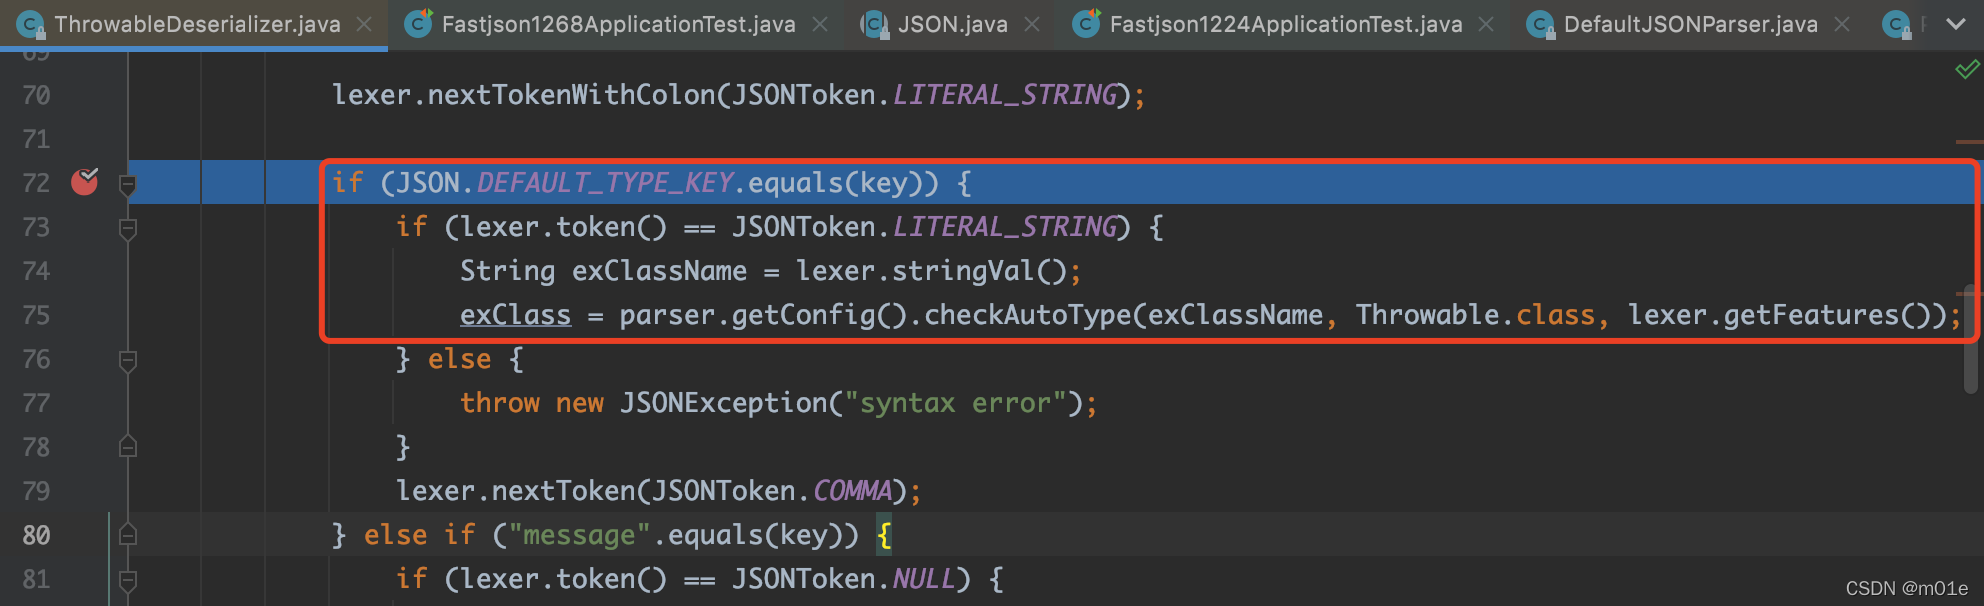 ThrowableDeserializer.java Fastjson1268ApplicationTest.java JSON.java Fastjson1224ApplicationTest.java DefaultJSONParser.java
69
70 lexer.nextTokenWithColon(JSONToken.LITERAL_STRING);
71
72 if (JSON.DEFAULT_TYPE_KEY.equals(key)) {
73 if (lexer.token() == JSONToken.LITERAL_STRING) {
74 String exClassName = lexer.stringVal();
75 exClass = parser.getConfig().checkAutoType(exClassName, Throwable.class, lexer.getFeatures());
76 } else {
77 throw new JSONException("syntax error");
78 }
79 lexer.nextToken(JSONToken.COMMA);
80 } else if ("message".equals(key)) {
81 if (lexer.token() == JSONToken.NULL) {
CSDN @m01e